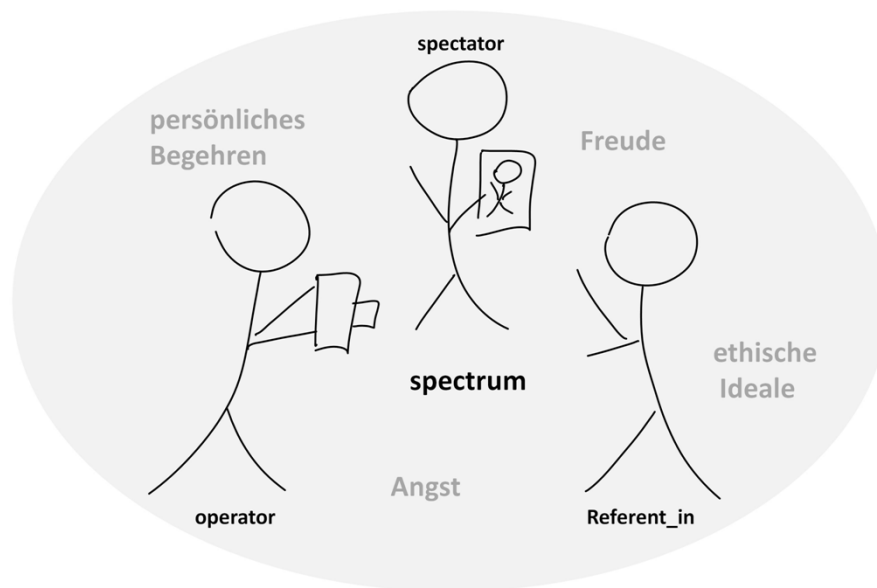 spectator
persönliches
Begehren
Freude
spectrum
ethische
Ideale
Angst
operator
Referent_in